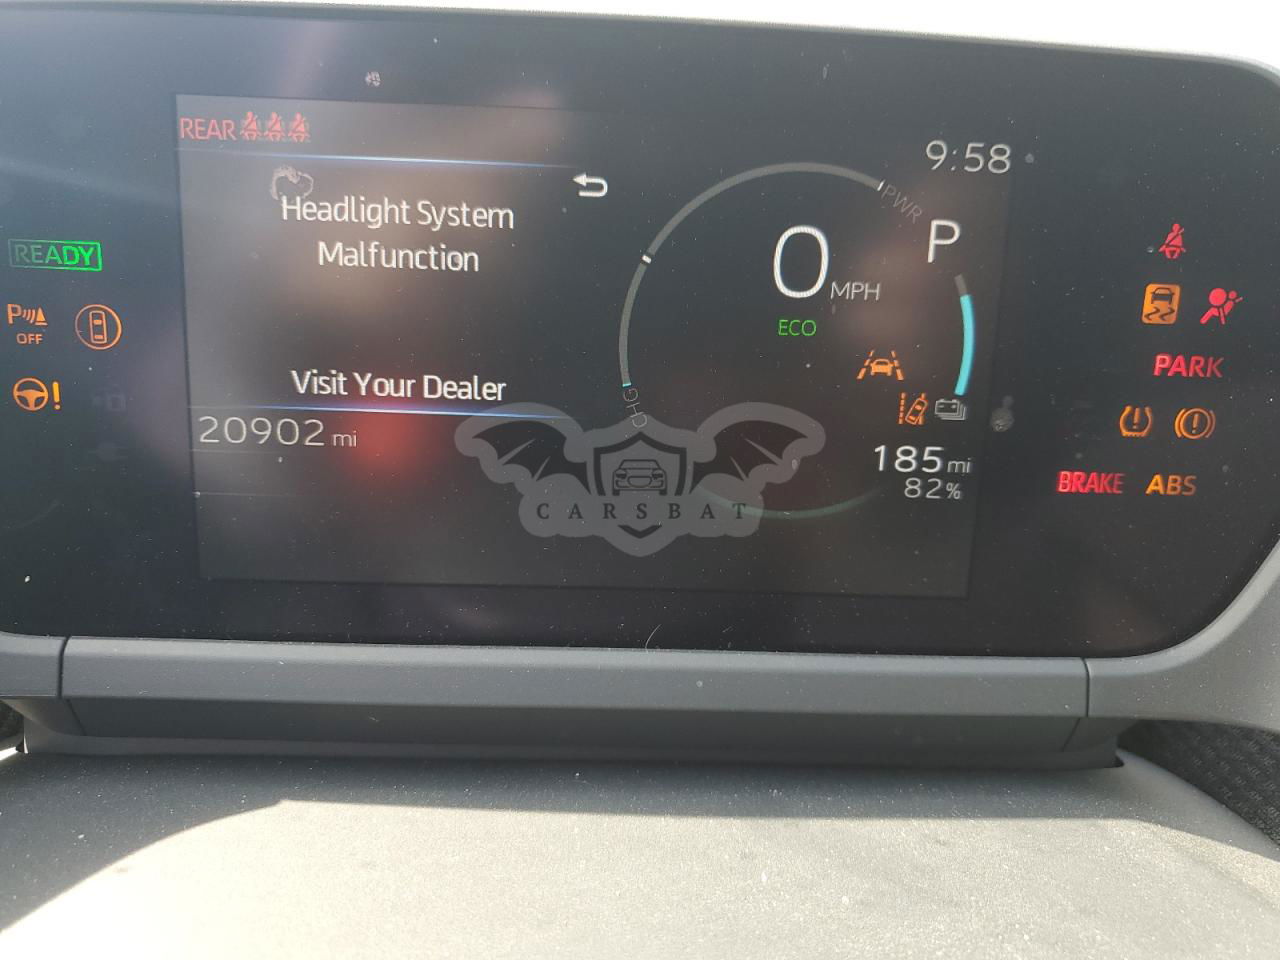 REAR
9:58
Headlight System
Malfunction
PWR
P
READY
0 MPH
P OFF
ECO
PARK
Visit Your Dealer
CHG
20902 mi
185 mi
82%
BRAKE ABS
CARSBAT